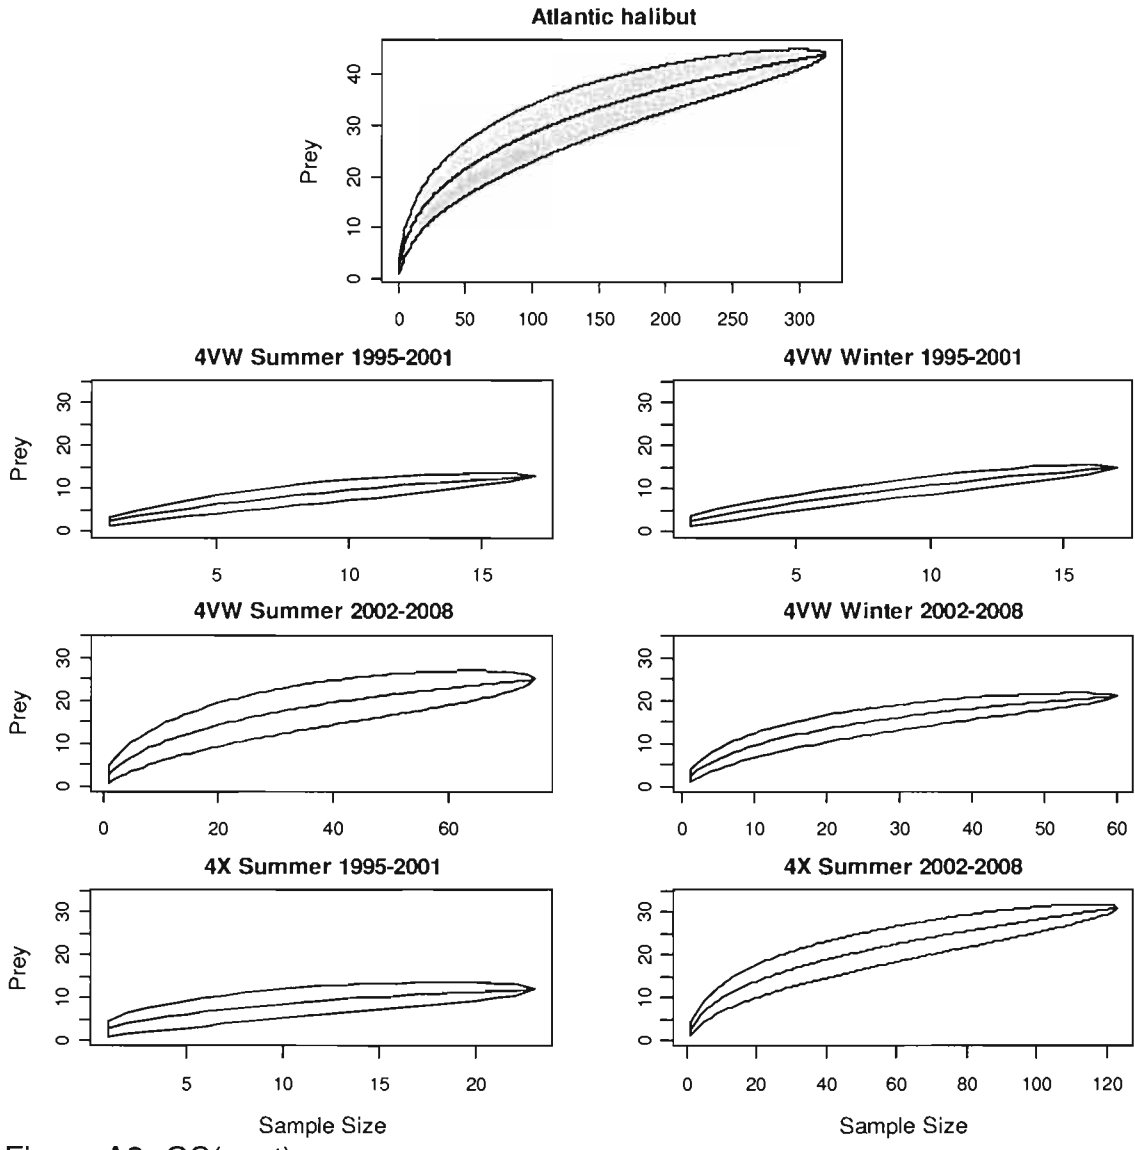 Atlantic halibut
Prey
40
30
20
10
0
0 50 100 150 200 250 300
4VW Summer 1995-2001
Prey
30
20
10
0
5 10 15
4VW Winter 1995-2001
30
20
10
0
5 10 15
4VW Summer 2002-2008
Prey
30
20
10
0
0 20 40 60
4VW Winter 2002-2008
30
20
10
0
0 10 20 30 40 50 60
4X Summer 1995-2001
Prey
30
20
10
0
5 10 15 20
Sample Size
4X Summer 2002-2008
30
20
10
0
0 20 40 60 80 100 120
Sample Size